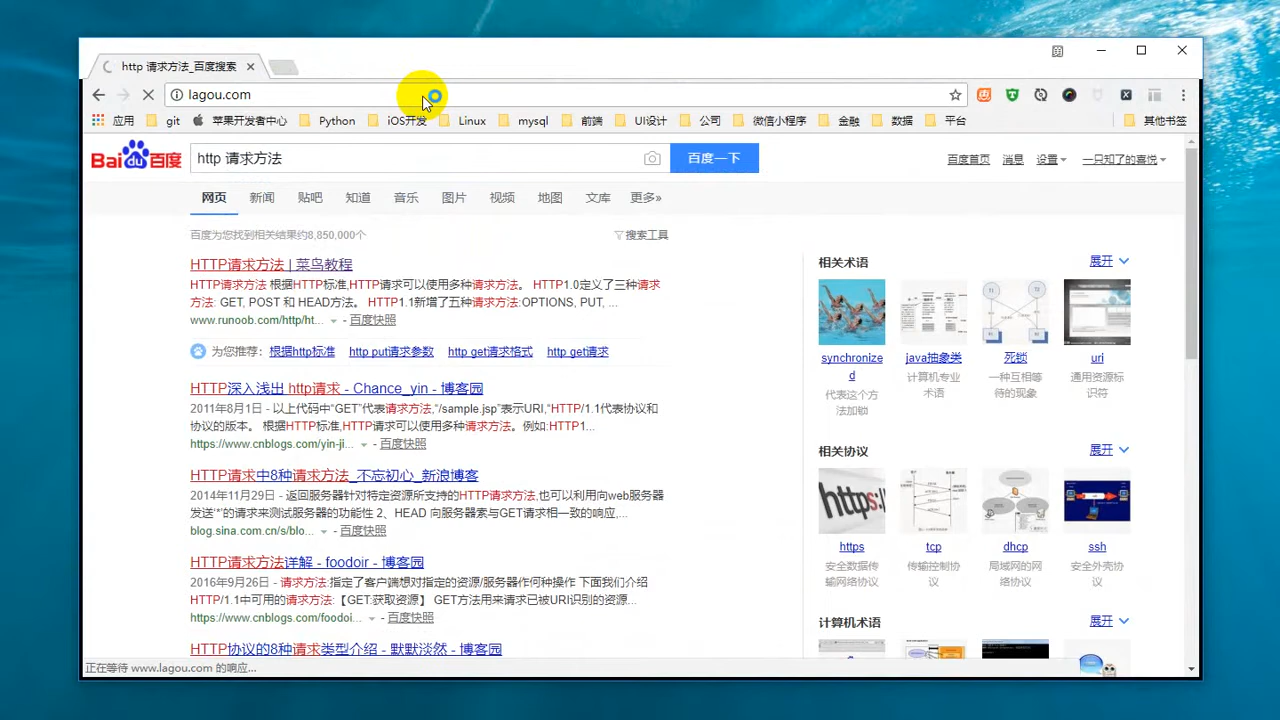 http 请求方法_百度搜索
lagou.com
应用 git 苹果开发者中心 Python iOS开发 Linux mysql 前端 UI设计 公司 微信小程序 金融 数据 平台 其他书签
Baidu百度 http 请求方法 百度一下 百度首页 消息 设置 一只知了的喜悦
网页 新闻 贴吧 知道 音乐 图片 视频 地图 文库 更多»
百度为您找到相关结果约8,850,000个 搜索工具
HTTP请求方法 | 菜鸟教程
HTTP请求方法 根据HTTP标准,HTTP请求可以使用多种请求方法。 HTTP1.0定义了三种请求
方法: GET, POST 和 HEAD方法。 HTTP1.1新增了五种请求方法:OPTIONS, PUT, ...
www.runoob.com/http/ht... - 百度快照
为您推荐: 根据http标准 http put请求参数 http get请求格式 http get请求
HTTP深入浅出 http请求 - Chance_yin - 博客园
2011年8月1日 - 以上代码中“GET”代表请求方法,“/sample.jsp”表示URI,“HTTP/1.1代表协议和
协议的版本。 根据HTTP标准,HTTP请求可以使用多种请求方法。例如:HTTP1...
https://www.cnblogs.com/yin-ji... - 百度快照
HTTP请求中8种请求方法_不忘初心_新浪博客
2014年11月29日 - 返回服务器针对特定资源所支持的HTTP请求方法,也可以利用向web服务器
发送‘*’的请求来测试服务器的功能性 2、HEAD 向服务器索与GET请求相一致的响应,...
blog.sina.com.cn/s/blo... - 百度快照
HTTP请求方法详解 - foodoir - 博客园
2016年9月26日 - 请求方法:指定了客户端想对指定的资源/服务器作何种操作 下面我们介绍
HTTP/1.1中可用的请求方法:【GET:获取资源】 GET方法用来请求已被URI识别的资源...
https://www.cnblogs.com/foodoi... - 百度快照
HTTP协议的8种请求类型介绍 - 默默淡然 - 博客园
正在等待 www.lagou.com 的响应...
相关术语 展开
synchronized
代表这个方法加锁
java抽象类
计算机专业术语
死锁
一种互相等待的现象
uri
通用资源标识符
相关协议 展开
https:/
https
安全数据传输网络协议
tcp
传输控制协议
dhcp
局域网的网络协议
ssh
安全外壳协议
计算机术语 展开